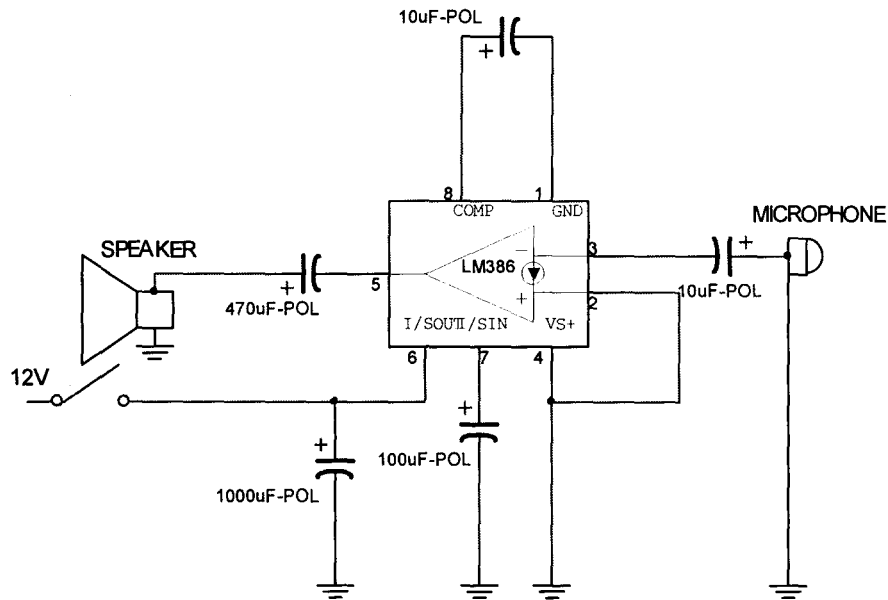 10uF-POL
+
8
1
COMP
GND
MICROPHONE
SPEAKER
LM386
-
+
3
+
10uF-POL
+
470uF-POL
5
2
I/SOUT
I/SIN
VS+
12V
6
7
4
+
1000uF-POL
+
100uF-POL